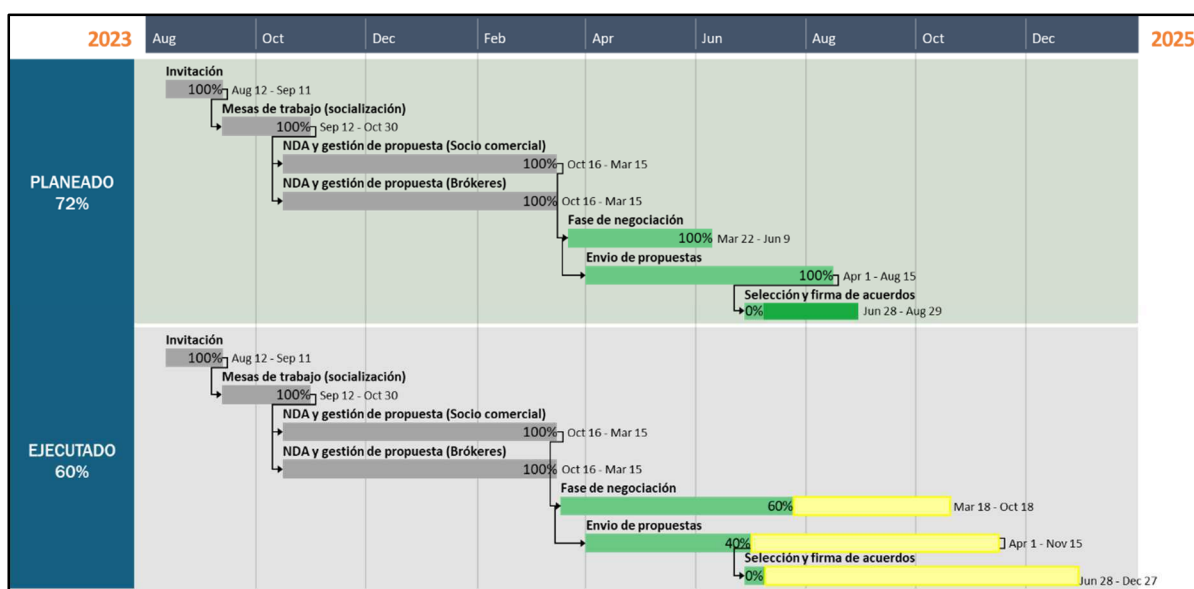 2023 Aug Oct Dec Feb Apr Jun Aug Oct Dec 2025
PLANEADO
72%
Invitación
100% Aug 12 - Sep 11
Mesas de trabajo (socialización)
100% Sep 12 - Oct 30
NDA y gestión de propuesta (Socio comercial)
100% Oct 16 - Mar 15
NDA y gestión de propuesta (Brókeres)
100% Oct 16 - Mar 15
Fase de negociación
100% Mar 22 - Jun 9
Envio de propuestas
100% Apr 1 - Aug 15
Selección y firma de acuerdos
0% Jun 28 - Aug 29
EJECUTADO
60%
Invitación
100% Aug 12 - Sep 11
Mesas de trabajo (socialización)
100% Sep 12 - Oct 30
NDA y gestión de propuesta (Socio comercial)
100% Oct 16 - Mar 15
NDA y gestión de propuesta (Brókeres)
100% Oct 16 - Mar 15
Fase de negociación
60% Mar 18 - Oct 18
Envio de propuestas
40% Apr 1 - Nov 15
Selección y firma de acuerdos
0% Jun 28 - Dec 27